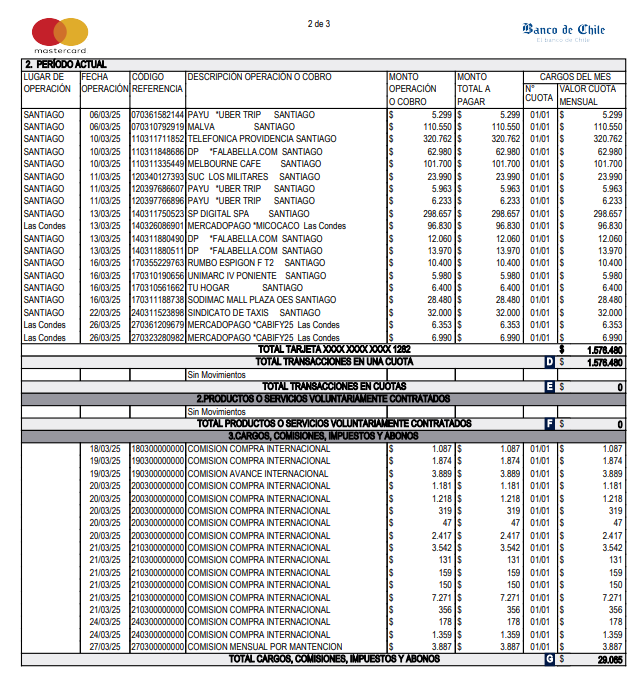 mastercard
2 de 3
Banco de Chile
El banco de Chile
2. PERÍODO ACTUAL
LUGAR DE OPERACIÓN FECHA OPERACIÓN CÓDIGO REFERENCIA DESCRIPCIÓN OPERACIÓN O COBRO MONTO OPERACIÓN O COBRO MONTO TOTAL A PAGAR CARGOS DEL MES N° CUOTA VALOR CUOTA MENSUAL
SANTIAGO 06/03/25 070361582144 PAYU *UBER TRIP SANTIAGO $ 5.299 $ 5.299 01/01 $ 5.299
SANTIAGO 06/03/25 070310792919 MALVA SANTIAGO $ 110.550 $ 110.550 01/01 $ 110.550
SANTIAGO 10/03/25 110311711852 TELEFONICA PROVIDENCIA SANTIAGO $ 320.762 $ 320.762 01/01 $ 320.762
SANTIAGO 10/03/25 110311848686 DP *FALABELLA.COM SANTIAGO $ 62.980 $ 62.980 01/01 $ 62.980
SANTIAGO 10/03/25 110311335449 MELBOURNE CAFE SANTIAGO $ 101.700 $ 101.700 01/01 $ 101.700
SANTIAGO 11/03/25 120340127393 SUC LOS MILITARES SANTIAGO $ 23.990 $ 23.990 01/01 $ 23.990
SANTIAGO 11/03/25 120397686607 PAYU *UBER TRIP SANTIAGO $ 5.963 $ 5.963 01/01 $ 5.963
SANTIAGO 11/03/25 120397766896 PAYU *UBER TRIP SANTIAGO $ 6.233 $ 6.233 01/01 $ 6.233
SANTIAGO 13/03/25 140311750523 SP DIGITAL SPA SANTIAGO $ 298.657 $ 298.657 01/01 $ 298.657
Las Condes 13/03/25 140326086901 MERCADOPAGO *MICOCACO Las Condes $ 96.830 $ 96.830 01/01 $ 96.830
SANTIAGO 13/03/25 140311880490 DP *FALABELLA.COM SANTIAGO $ 12.060 $ 12.060 01/01 $ 12.060
SANTIAGO 13/03/25 140311880511 DP *FALABELLA.COM SANTIAGO $ 13.970 $ 13.970 01/01 $ 13.970
SANTIAGO 16/03/25 170355229763 RUMBO ESPIGON F T2 SANTIAGO $ 10.400 $ 10.400 01/01 $ 10.400
SANTIAGO 16/03/25 170310190656 UNIMARC IV PONIENTE SANTIAGO $ 5.980 $ 5.980 01/01 $ 5.980
SANTIAGO 16/03/25 170310561662 TU HOGAR SANTIAGO $ 6.400 $ 6.400 01/01 $ 6.400
SANTIAGO 16/03/25 170311188738 SODIMAC MALL PLAZA OES SANTIAGO $ 28.480 $ 28.480 01/01 $ 28.480
SANTIAGO 22/03/25 240311523898 SINDICATO DE TAXIS SANTIAGO $ 32.000 $ 32.000 01/01 $ 32.000
Las Condes 26/03/25 270361209679 MERCADOPAGO *CABIFY25 Las Condes $ 6.353 $ 6.353 01/01 $ 6.353
Las Condes 26/03/25 270323280982 MERCADOPAGO *CABIFY25 Las Condes $ 6.990 $ 6.990 01/01 $ 6.990
TOTAL TARJETA XXXX XXXX XXXX 1282 $ 1.576.480
TOTAL TRANSACCIONES EN UNA CUOTA D $ 1.576.480
Sin Movimientos
TOTAL TRANSACCIONES EN CUOTAS E $ 0
2.PRODUCTOS O SERVICIOS VOLUNTARIAMENTE CONTRATADOS
Sin Movimientos
TOTAL PRODUCTOS O SERVICIOS VOLUNTARIAMENTE CONTRATADOS F $ 0
3.CARGOS, COMISIONES, IMPUESTOS Y ABONOS
18/03/25 180300000000 COMISION COMPRA INTERNACIONAL $ 1.087 $ 1.087 01/01 $ 1.087
19/03/25 190300000000 COMISION COMPRA INTERNACIONAL $ 1.874 $ 1.874 01/01 $ 1.874
19/03/25 190300000000 COMISION AVANCE INTERNACIONAL $ 3.889 $ 3.889 01/01 $ 3.889
20/03/25 200300000000 COMISION COMPRA INTERNACIONAL $ 1.181 $ 1.181 01/01 $ 1.181
20/03/25 200300000000 COMISION COMPRA INTERNACIONAL $ 1.218 $ 1.218 01/01 $ 1.218
20/03/25 200300000000 COMISION COMPRA INTERNACIONAL $ 319 $ 319 01/01 $ 319
20/03/25 200300000000 COMISION COMPRA INTERNACIONAL $ 47 $ 47 01/01 $ 47
20/03/25 200300000000 COMISION COMPRA INTERNACIONAL $ 2.417 $ 2.417 01/01 $ 2.417
21/03/25 210300000000 COMISION COMPRA INTERNACIONAL $ 3.542 $ 3.542 01/01 $ 3.542
21/03/25 210300000000 COMISION COMPRA INTERNACIONAL $ 131 $ 131 01/01 $ 131
21/03/25 210300000000 COMISION COMPRA INTERNACIONAL $ 159 $ 159 01/01 $ 159
21/03/25 210300000000 COMISION COMPRA INTERNACIONAL $ 150 $ 150 01/01 $ 150
21/03/25 210300000000 COMISION COMPRA INTERNACIONAL $ 7.271 $ 7.271 01/01 $ 7.271
21/03/25 210300000000 COMISION COMPRA INTERNACIONAL $ 356 $ 356 01/01 $ 356
24/03/25 240300000000 COMISION COMPRA INTERNACIONAL $ 178 $ 178 01/01 $ 178
24/03/25 240300000000 COMISION COMPRA INTERNACIONAL $ 1.359 $ 1.359 01/01 $ 1.359
27/03/25 270300000000 COMISION MENSUAL POR MANTENCION $ 3.887 $ 3.887 01/01 $ 3.887
TOTAL CARGOS, COMISIONES, IMPUESTOS Y ABONOS G $ 29.065